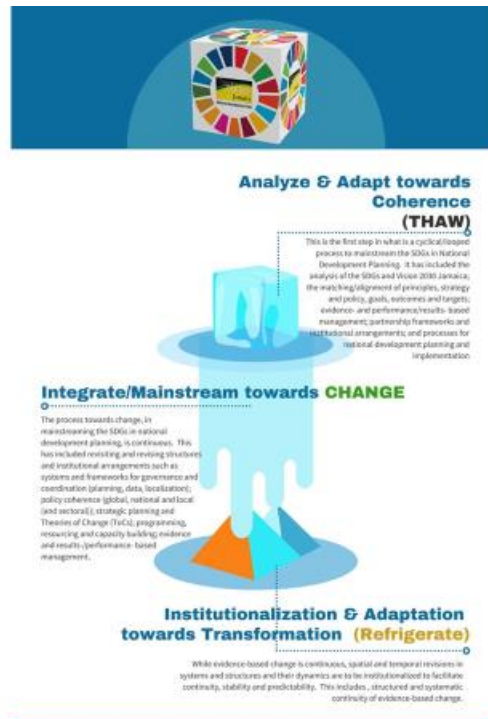 Analyze & Adapt towards
Coherence
(THAW)
This is the first step in what is a cyclical/looped
process to mainstream the SDGs in National
Development Planning. It has included the
analysis of the SDGs and Vision 2030 Jamaica;
the matching/alignment of principles, strategy
and policy, goals, outcomes and targets;
evidence- and performance/results- based
management; partnership frameworks and
institutional arrangements; and processes for
national development planning and
implementation
Integrate/Mainstream towards CHANGE
The process towards change, in
mainstreaming the SDGs in national
development planning, is continuous. This
has included revisiting and revising structures
and institutional arrangements such as
systems and frameworks for governance and
coordination (planning, data, localization);
policy coherence (global, national and local
(and sectoral)); strategic planning and
Theories of Change (ToCs); programming,
resourcing and capacity building; evidence
and results-/performance- based
management.
Institutionalization & Adaptation
towards Transformation (Refrigerate)
While evidence-based change is continuous, spatial and temporal revisions in
systems and structures and their dynamics are to be institutionalized to facilitate
continuity, stability and predictability. This includes , structured and systematic
continuity of evidence-based change.